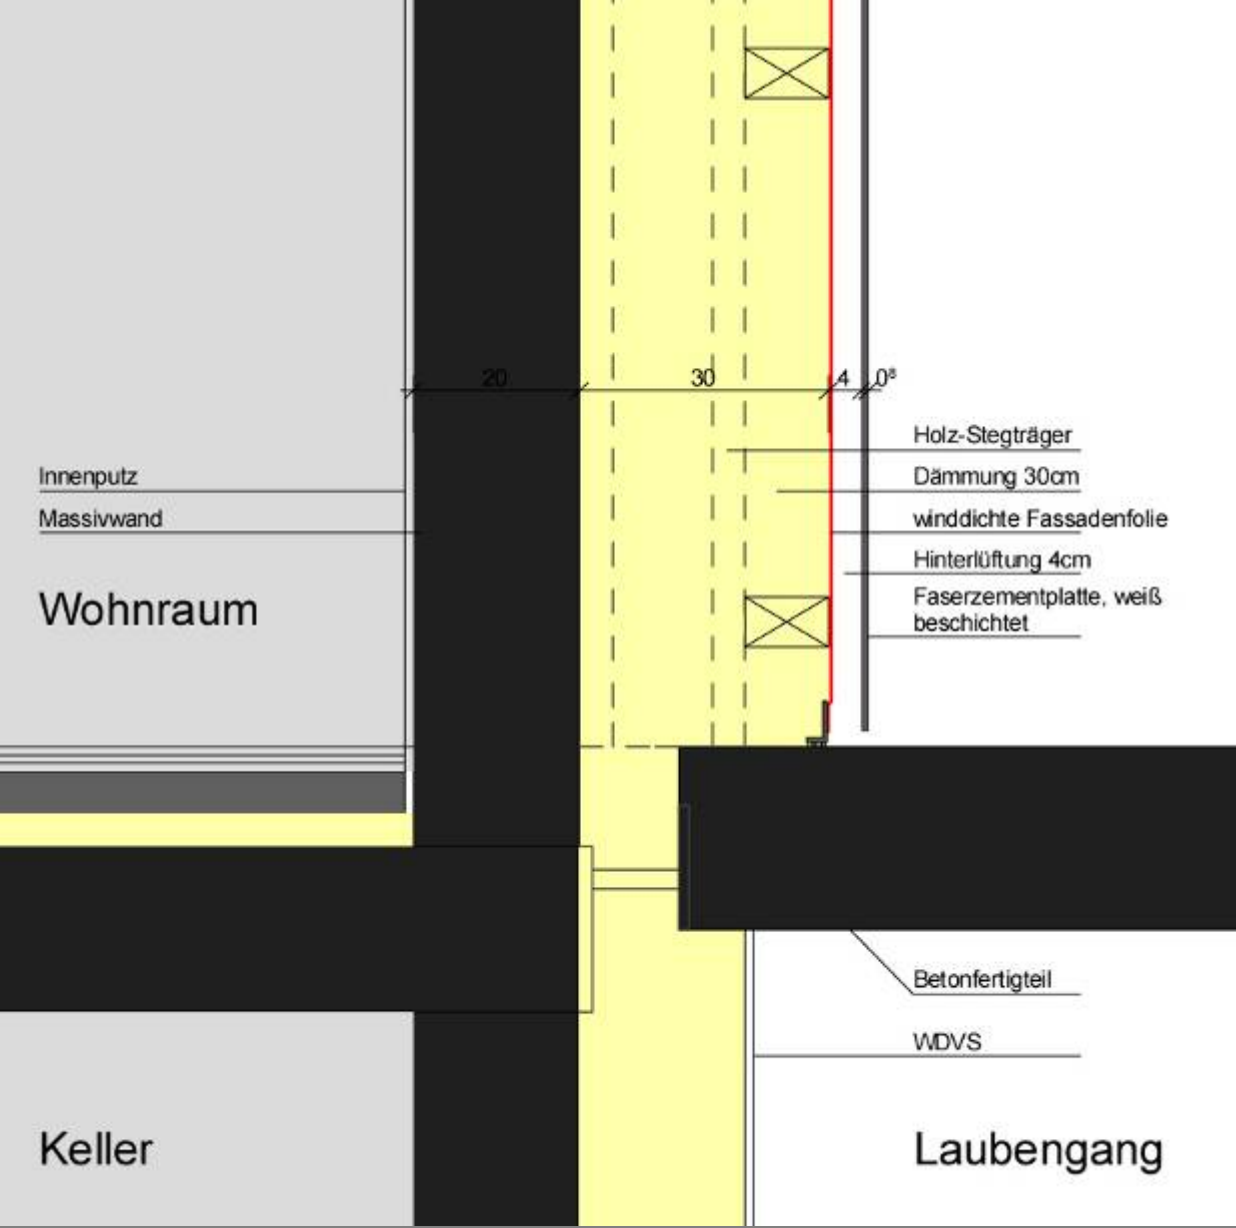 20
30
4
0⁸
Holz-Stegträger
Innenputz
Dämmung 30cm
Massivwand
winddichte Fassadenfolie
Hinterlüftung 4cm
Wohnraum
Faserzementplatte, weiß
beschichtet
Betonfertigteil
WDVS
Keller
Laubengang